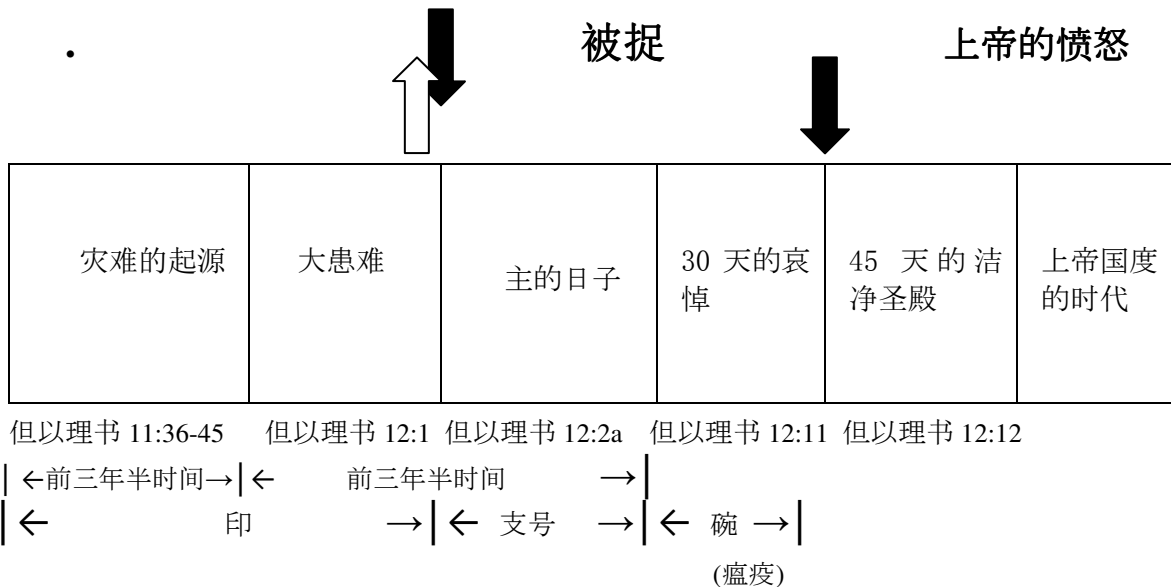 · 被捉 上帝的愤怒
灾难的起源
大患难
主的日子
30 天的哀
悼
45 天的洁
净圣殿
上帝国度
的时代
但以理书 11:36-45 但以理书 12:1 但以理书 12:2a 但以理书 12:11 但以理书 12:12
|←前三年半时间→|← 前三年半时间 →|
|← 印 →|← 支号 →|← 碗 →|
(瘟疫)